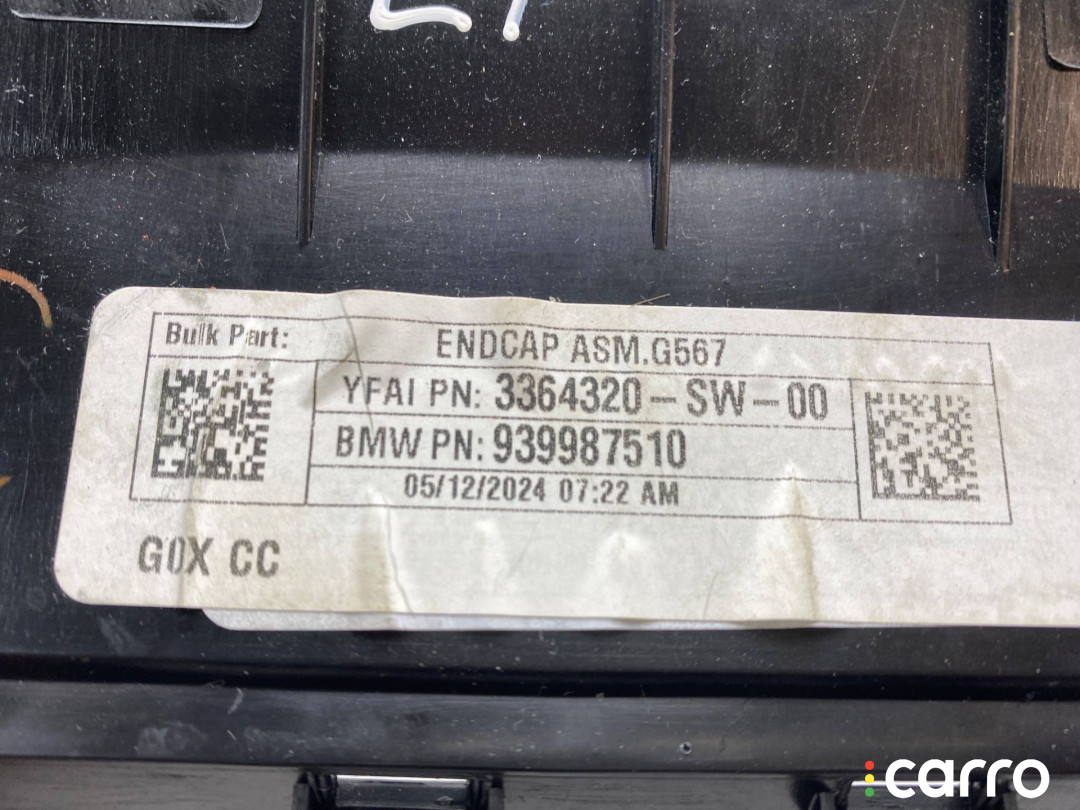 Bulk Part: ENDCAP ASM.G567
YFAI PN: 3364320-SW-00
BMW PN: 939987510
05/12/2024 07:22 AM
G0X CC
carro